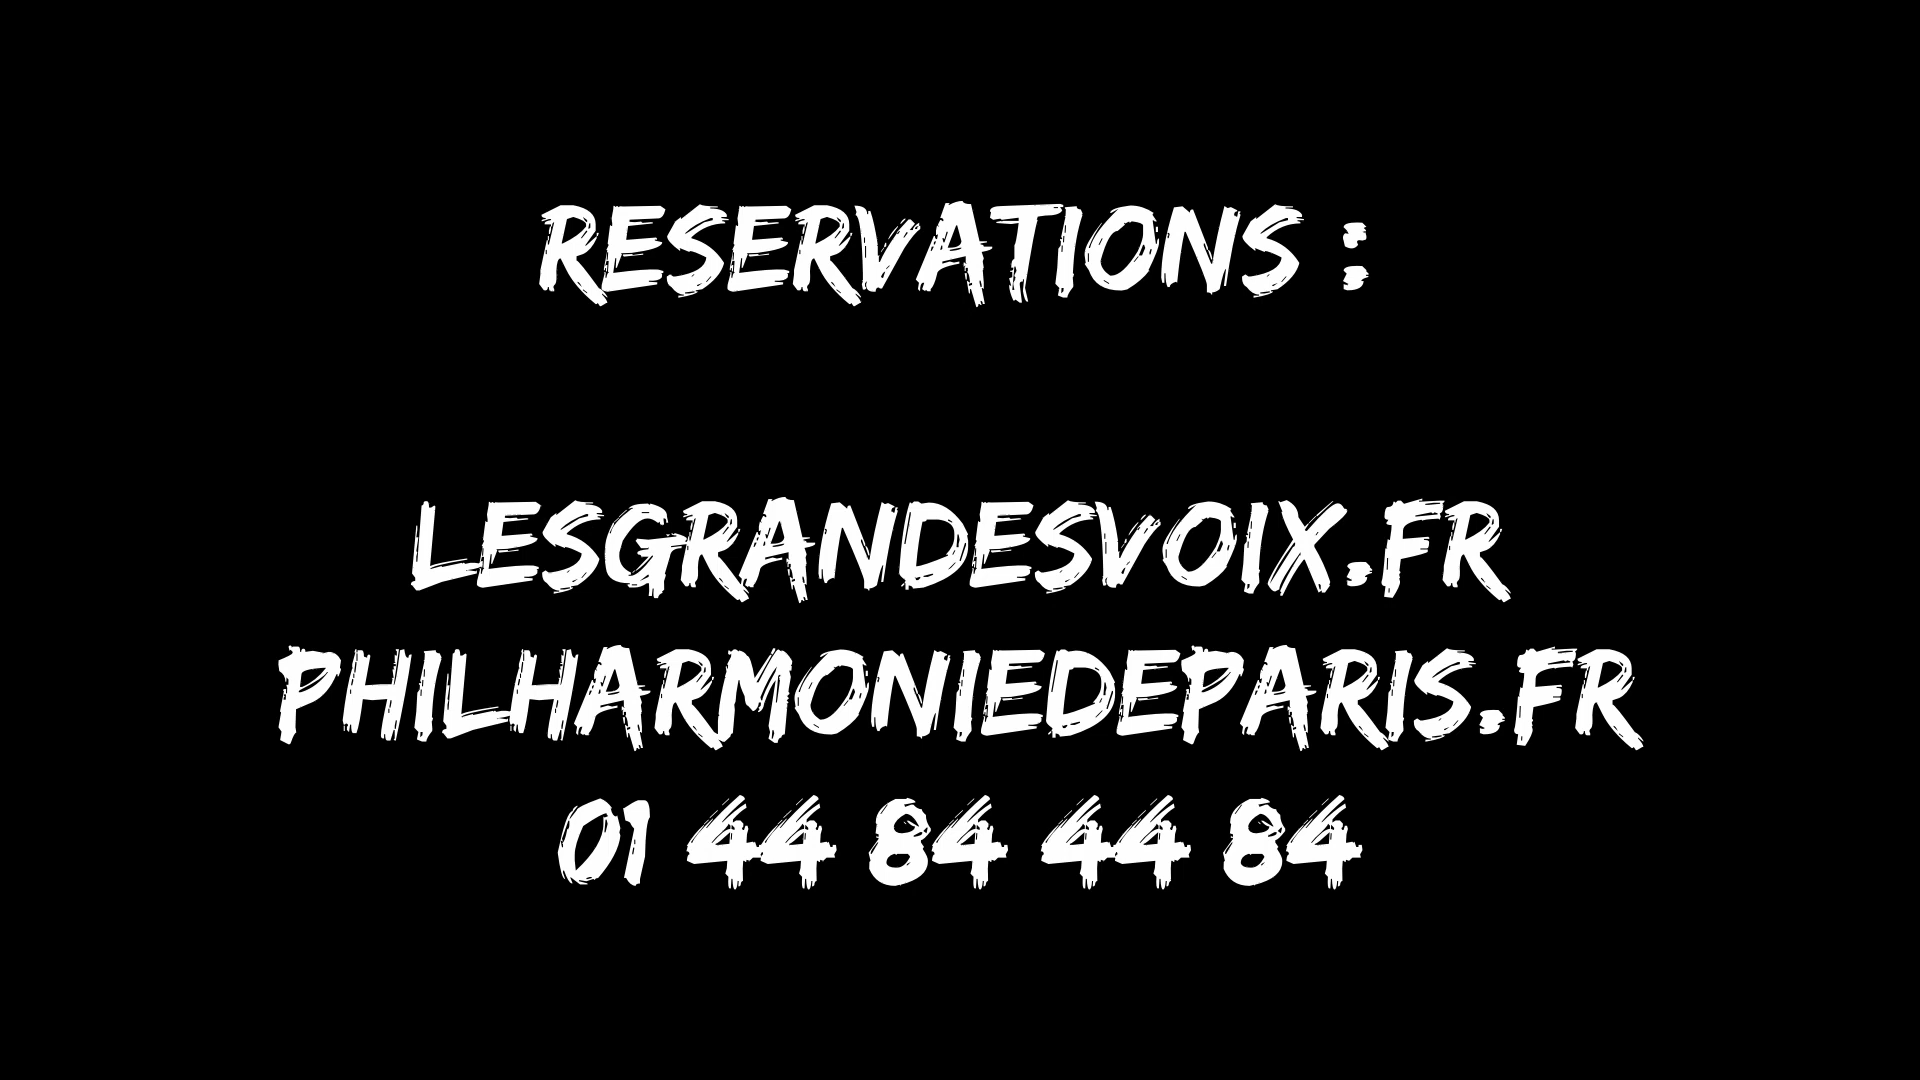 RESERVATIONS :
LESGRANDESVOIX.FR
PHILHARMONIEDEPARIS.FR
01 44 84 44 84